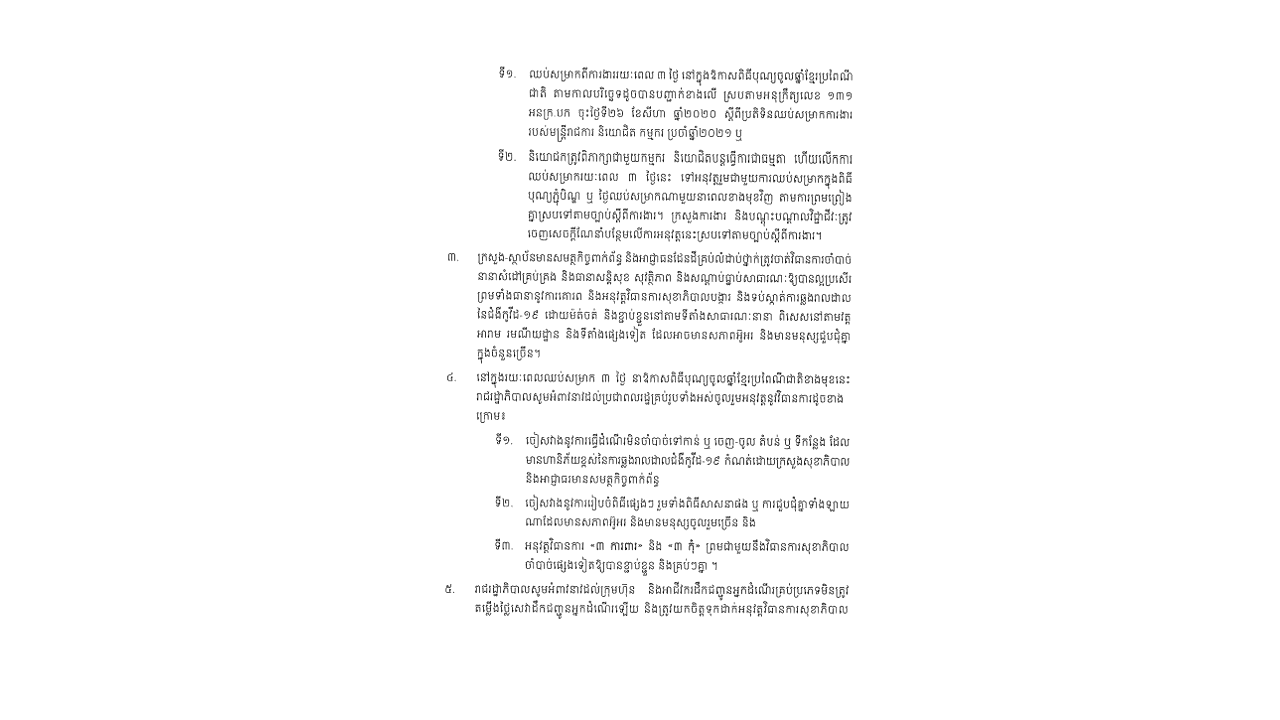 ទី១. ឈប់សម្រាកពីការងាររយៈពេល ៣ ថ្ងៃ នៅក្នុងឱកាសពិធីបុណ្យចូលឆ្នាំខ្មែរប្រពៃណី
ជាតិ តាមកាលបរិច្ឆេទដូចបានបញ្ជាក់ខាងលើ ស្របតាមអនុក្រឹត្យលេខ ១៣១
អនក្រ.បក ចុះថ្ងៃទី២៦ ខែសីហា ឆ្នាំ២០២០ ស្តីពីប្រតិទិនឈប់សម្រាកការងារ
របស់មន្ត្រីរាជការ និយោជិត កម្មករ ប្រចាំឆ្នាំ២០២១ ឬ
ទី២. និយោជកត្រូវពិភាក្សាជាមួយកម្មករ និយោជិតបន្តធ្វើការជាធម្មតា ហើយលើកការ
ឈប់សម្រាករយៈពេល ៣ ថ្ងៃនេះ ទៅអនុវត្តរួមជាមួយការឈប់សម្រាកក្នុងពិធី
បុណ្យភ្ជុំបិណ្ឌ ឬ ថ្ងៃឈប់សម្រាកណាមួយនាពេលខាងមុខវិញ តាមការព្រមព្រៀង
គ្នាស្របទៅតាមច្បាប់ស្តីពីការងារ។ ក្រសួងការងារ និងបណ្តុះបណ្តាលវិជ្ជាជីវៈត្រូវ
ចេញសេចក្តីណែនាំបន្ថែមលើការអនុវត្តនេះស្របទៅតាមច្បាប់ស្តីពីការងារ។
៣. ក្រសួង-ស្ថាប័នមានសមត្ថកិច្ចពាក់ព័ន្ធ និងអាជ្ញាធរដែនដីគ្រប់លំដាប់ថ្នាក់ត្រូវចាត់វិធានការចាំបាច់
នានាសំដៅគ្រប់គ្រង និងធានាសន្តិសុខ សុវត្ថិភាព និងសណ្តាប់ធ្នាប់សាធារណៈឱ្យបានល្អប្រសើរ
ព្រមទាំងធានានូវការគោរព និងអនុវត្តវិធានការសុខាភិបាលបង្ការ និងទប់ស្កាត់ការឆ្លងរាលដាល
នៃជំងឺកូវីដ-១៩ ដោយម៉ត់ចត់ និងខ្ជាប់ខ្ជួននៅតាមទីតាំងសាធារណៈនានា ពិសេសនៅតាមវត្ត
អារាម រមណីយដ្ឋាន និងទីតាំងផ្សេងទៀត ដែលអាចមានសភាពអ៊ូអរ និងមានមនុស្សជួបជុំគ្នា
ក្នុងចំនួនច្រើន។
៤. នៅក្នុងរយៈពេលឈប់សម្រាក ៣ ថ្ងៃ នាឱកាសពិធីបុណ្យចូលឆ្នាំខ្មែរប្រពៃណីជាតិខាងមុខនេះ
រាជរដ្ឋាភិបាលសូមអំពាវនាវដល់ប្រជាពលរដ្ឋគ្រប់រូបទាំងអស់ចូលរួមអនុវត្តនូវវិធានការដូចខាង
ក្រោម៖
ទី១. ចៀសវាងនូវការធ្វើដំណើរមិនចាំបាច់ទៅកាន់ ឬ ចេញ-ចូល តំបន់ ឬ ទីកន្លែង ដែល
មានហានិភ័យខ្ពស់នៃការឆ្លងរាលដាលជំងឺកូវីដ-១៩ កំណត់ដោយក្រសួងសុខាភិបាល
និងអាជ្ញាធរមានសមត្ថកិច្ចពាក់ព័ន្ធ
ទី២. ចៀសវាងនូវការរៀបចំពិធីផ្សេងៗ រួមទាំងពិធីសាសនាផង ឬ ការជួបជុំគ្នាទាំងឡាយ
ណាដែលមានសភាពអ៊ូអរ និងមានមនុស្សចូលរួមច្រើន និង
ទី៣. អនុវត្តវិធានការ «៣ ការពារ» និង «៣ កុំ» ព្រមជាមួយនឹងវិធានការសុខាភិបាល
ចាំបាច់ផ្សេងទៀតឱ្យបានខ្ជាប់ខ្ជួន និងគ្រប់ៗគ្នា ។
៥. រាជរដ្ឋាភិបាលសូមអំពាវនាវដល់ក្រុមហ៊ុន និងអាជីវករដឹកជញ្ជូនអ្នកដំណើរគ្រប់ប្រភេទមិនត្រូវ
តម្លើងថ្លៃសេវាដឹកជញ្ជូនអ្នកដំណើរឡើយ និងត្រូវយកចិត្តទុកដាក់អនុវត្តវិធានការសុខាភិបាល